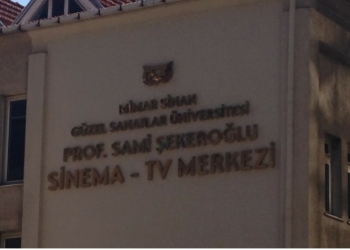 MİMAR SİNAN
GÜZEL SANATLAR ÜNİVERSİTESİ
PROF. SAMİ ŞEKEROĞLU
SİNEMA - TV MERKEZİ